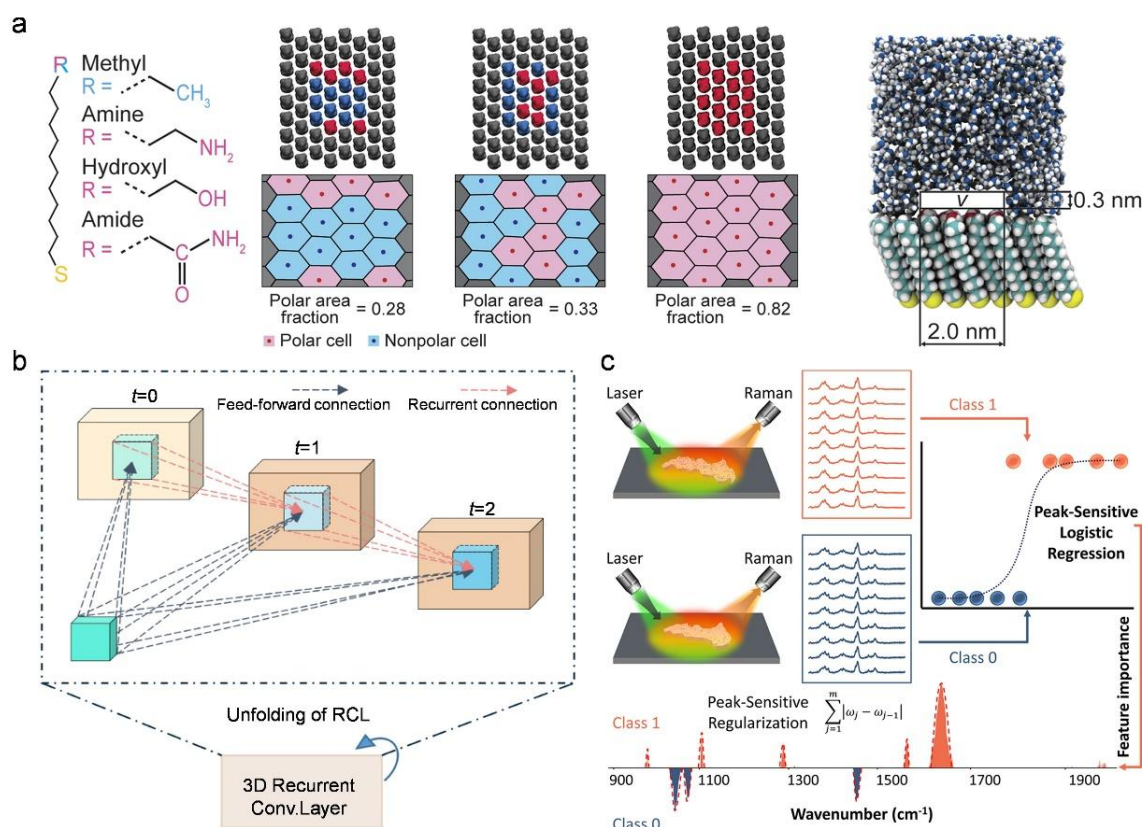 a
R
Methyl
R =
CH3
Amine
R =
NH2
Hydroxyl
R =
OH
Amide
R =
C
NH2
O
S
Polar area
fraction
= 0.28
Polar area
fraction
= 0.33
Polar area
fraction
= 0.82
Polar cell
Nonpolar cell
V
0.3 nm
2.0 nm
b
t=0
t=1
t=2
Feed-forward connection
Recurrent connection
Unfolding of RCL
3D Recurrent
Conv.Layer
c
Laser
Raman
Class 1
Laser
Raman
Class 0
Peak-Sensitive
Logistic
Regression
Feature importance
Class 1
Peak-Sensitive
Regularization
∑_{j=1}^{m}|ω_j − ω_{j−1}|
900 1100 1300 1500 1700 1900
Wavenumber (cm⁻¹)
Class 0